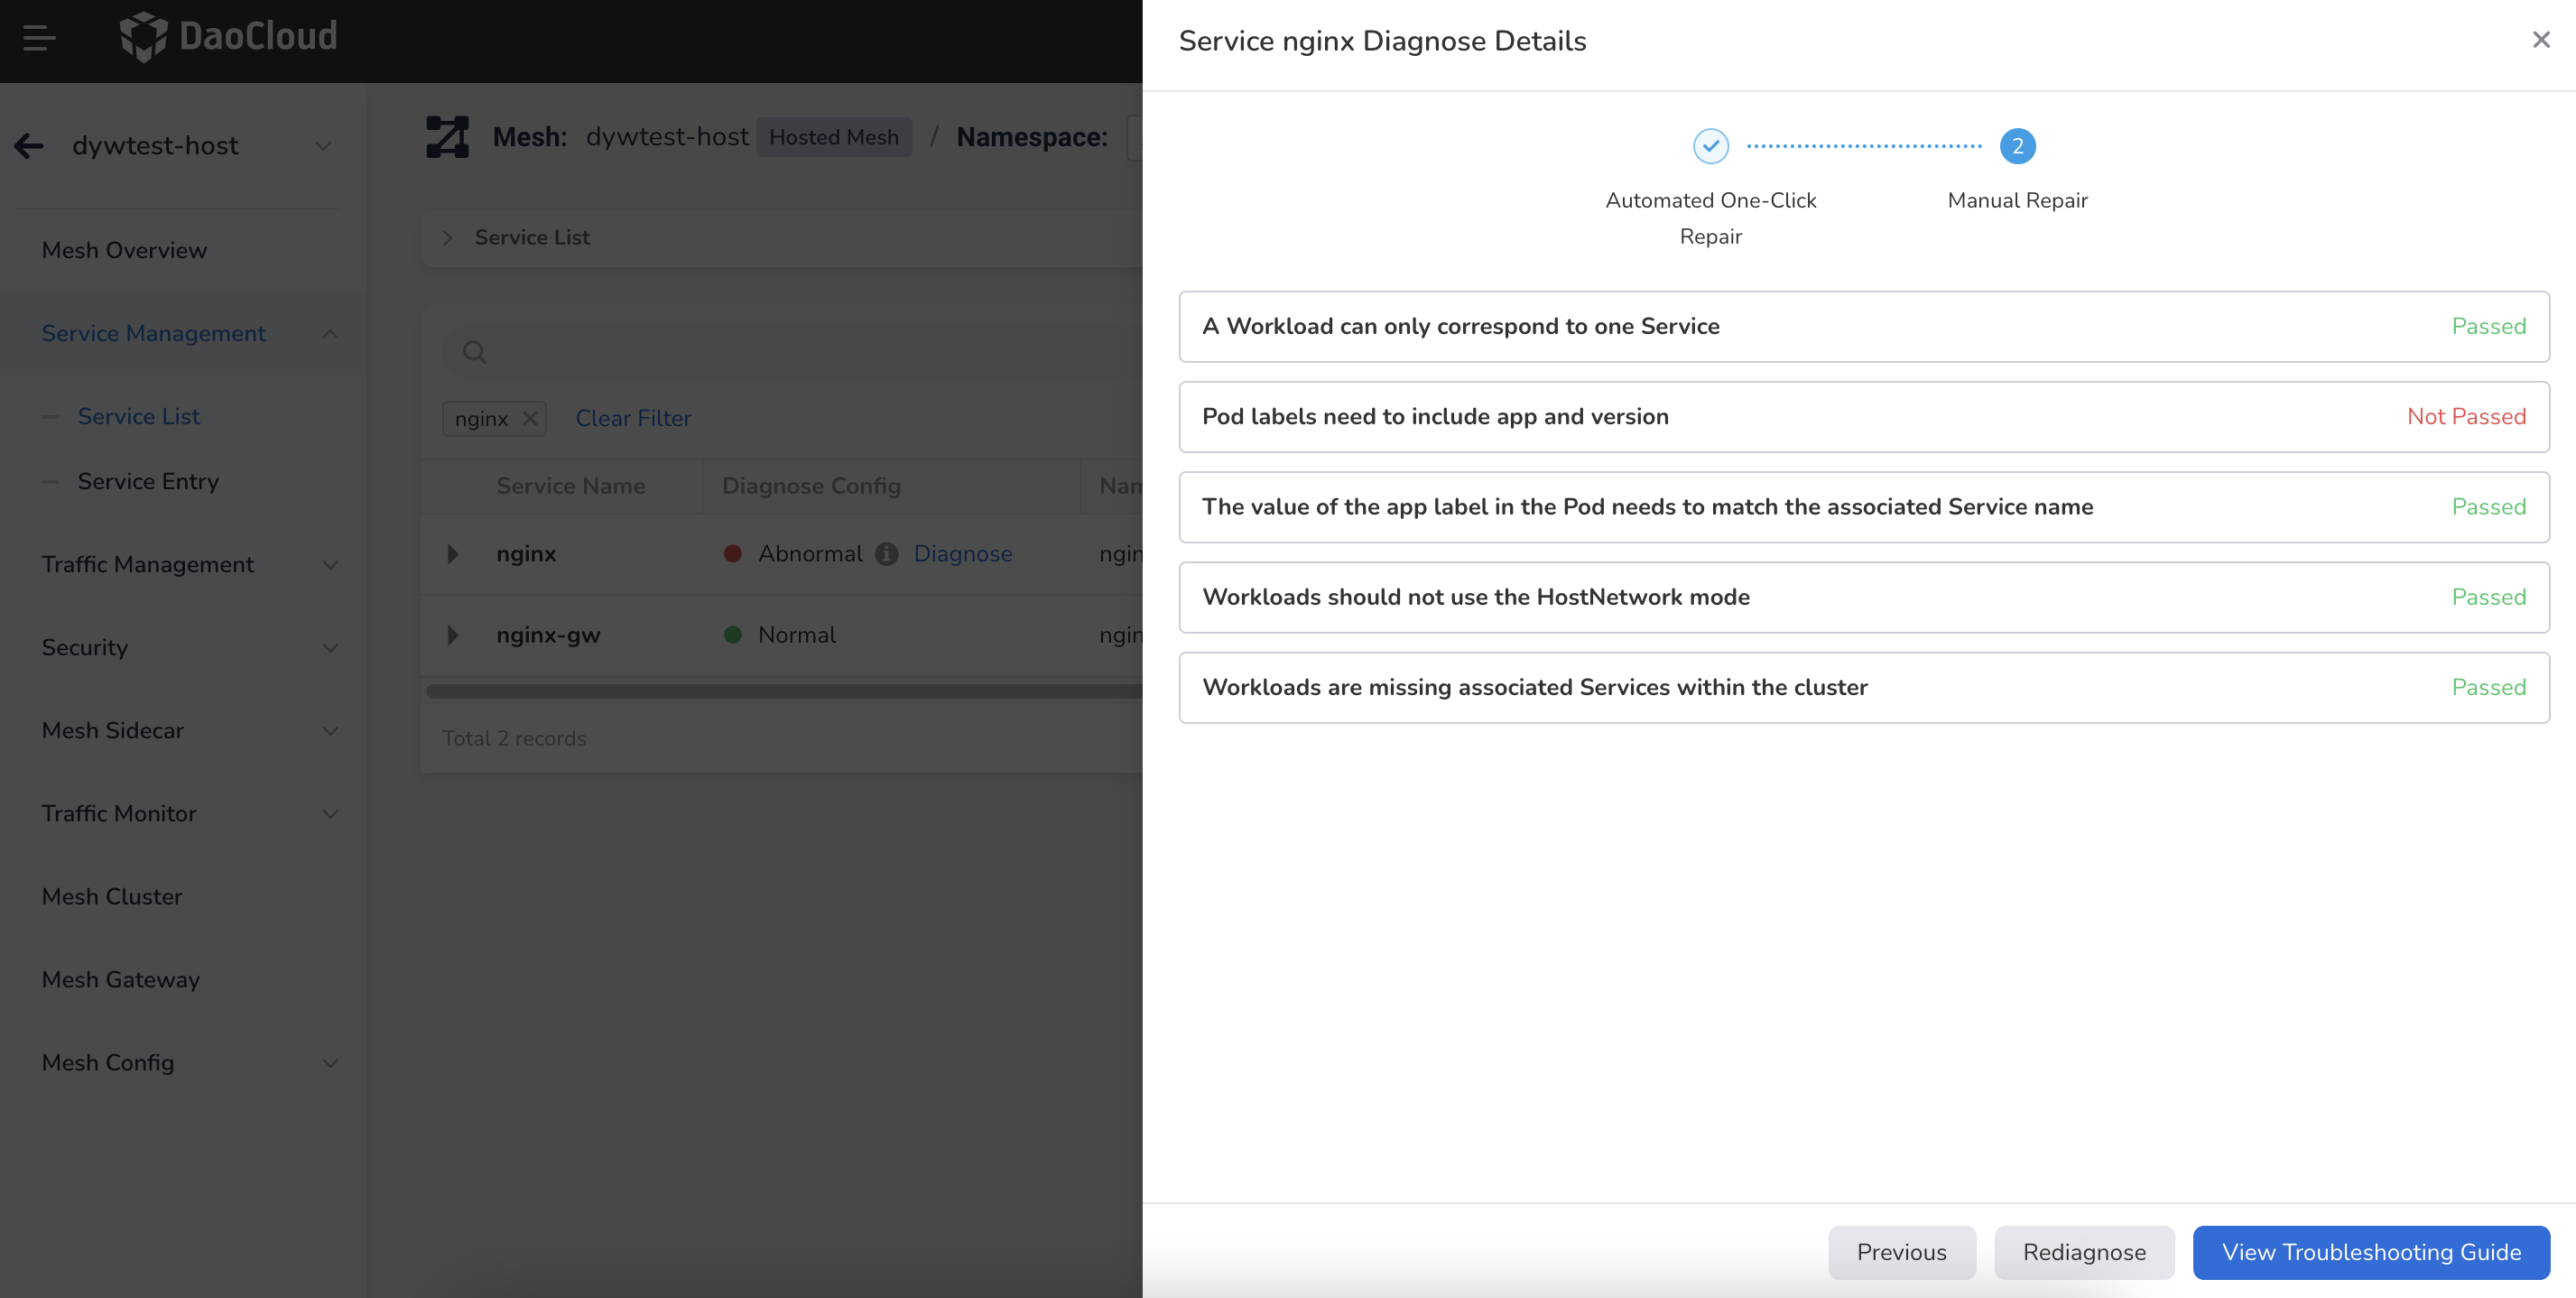 DaoCloud
dywtest-host
Mesh Overview
Service Management
Service List
Service Entry
Traffic Management
Security
Mesh Sidecar
Traffic Monitor
Mesh Cluster
Mesh Gateway
Mesh Config
Mesh: dywtest-host Hosted Mesh / Namespace:
Service List
nginx Clear Filter
Service Name Diagnose Config Nam
nginx Abnormal Diagnose ngin
nginx-gw Normal ngin
Total 2 records
Service nginx Diagnose Details
2
Automated One-Click
Repair
Manual Repair
A Workload can only correspond to one Service Passed
Pod labels need to include app and version Not Passed
The value of the app label in the Pod needs to match the associated Service name Passed
Workloads should not use the HostNetwork mode Passed
Workloads are missing associated Services within the cluster Passed
Previous Rediagnose View Troubleshooting Guide